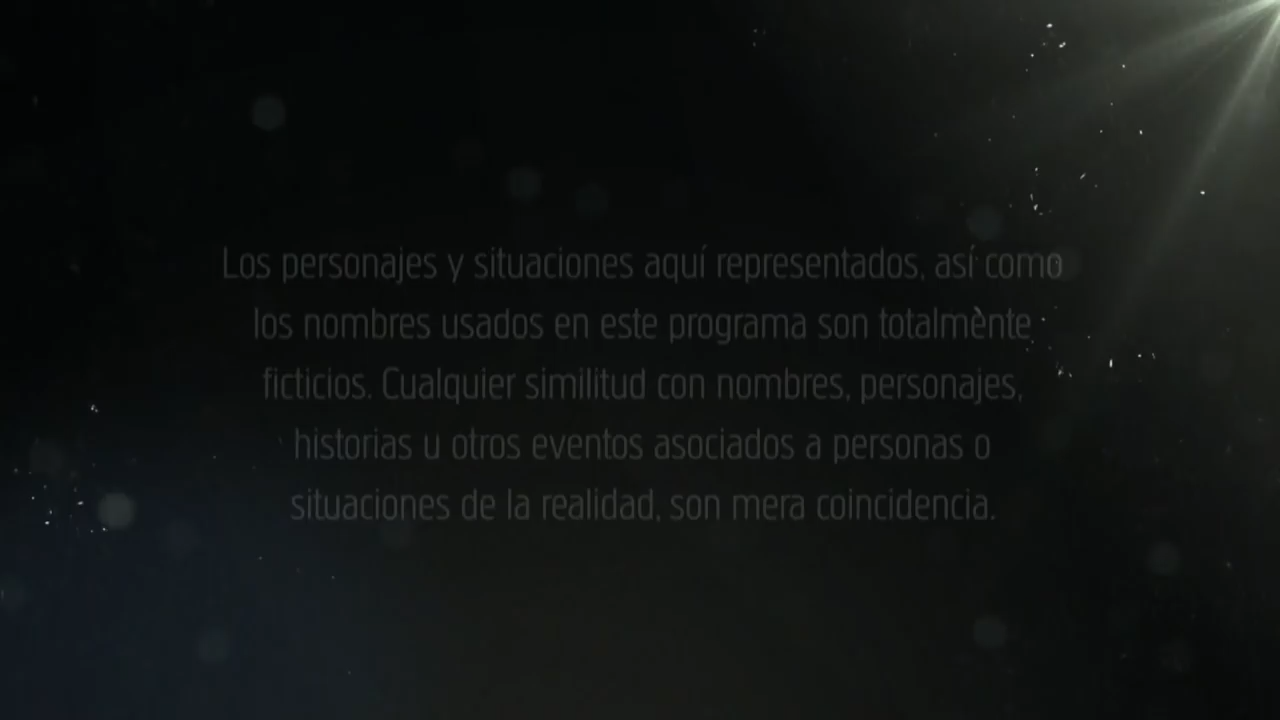 Los personajes y situaciones aquí representados, así como
los nombres usados en este programa son totalmente
ficticios. Cualquier similitud con nombres, personajes,
historias u otros eventos asociados a personas o
situaciones de la realidad, son mera coincidencia.